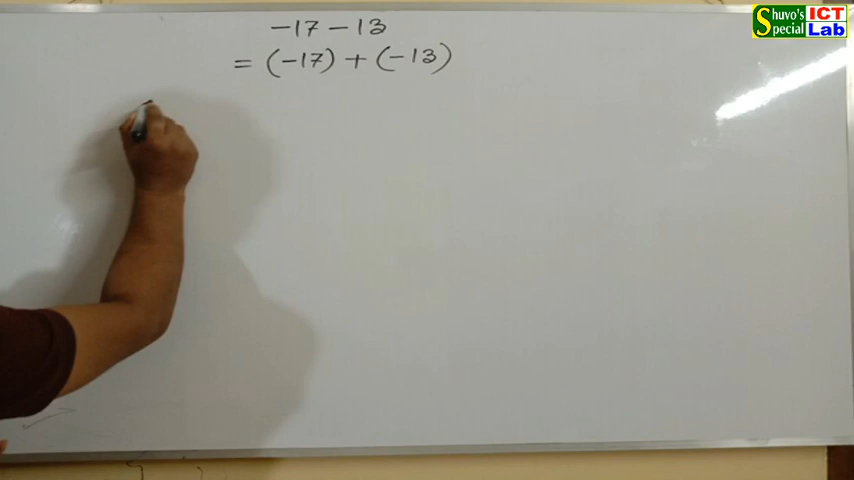 Shuvo's ICT
Special Lab
-17-13
= (-17) + (-13)